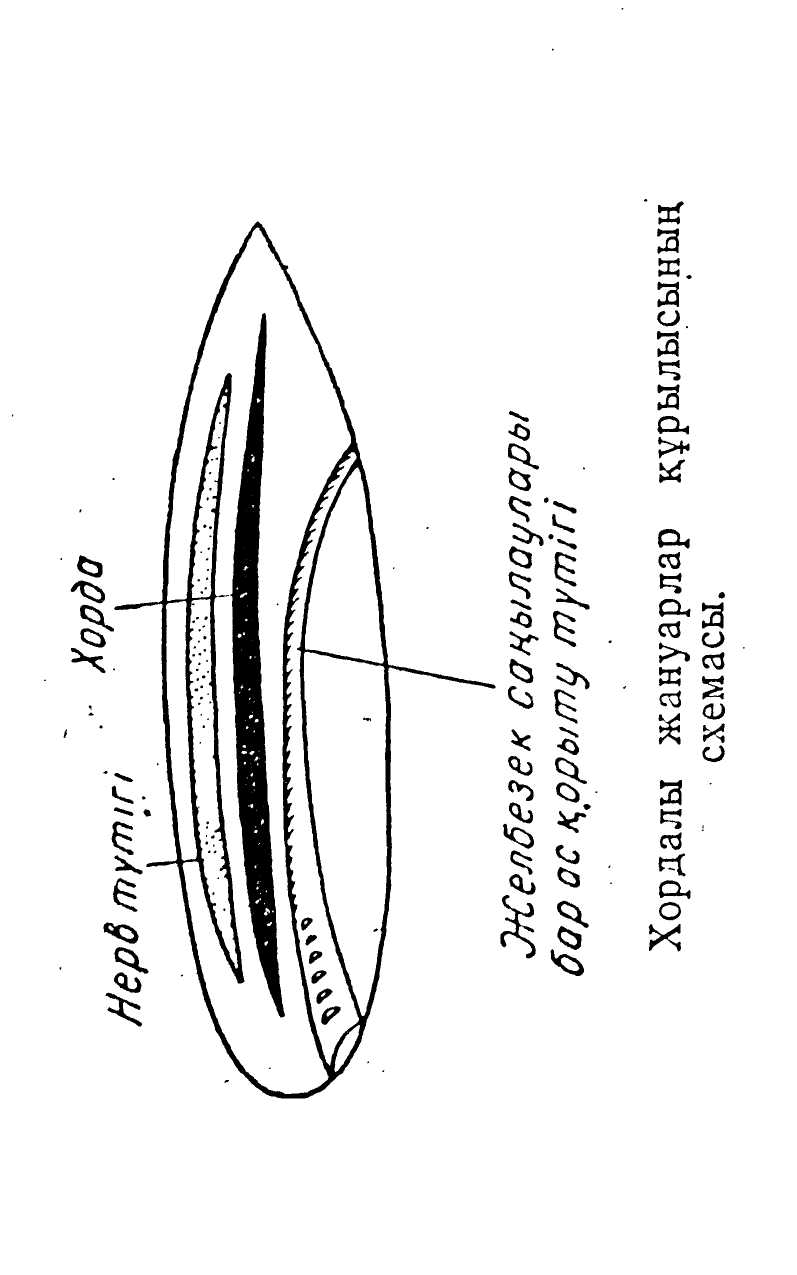 Нерв түтігі
Хорда
Желбезек саңылаулары
бар ас қорыту түтігі
Хордалы жануарлар құрылысының
схемасы.